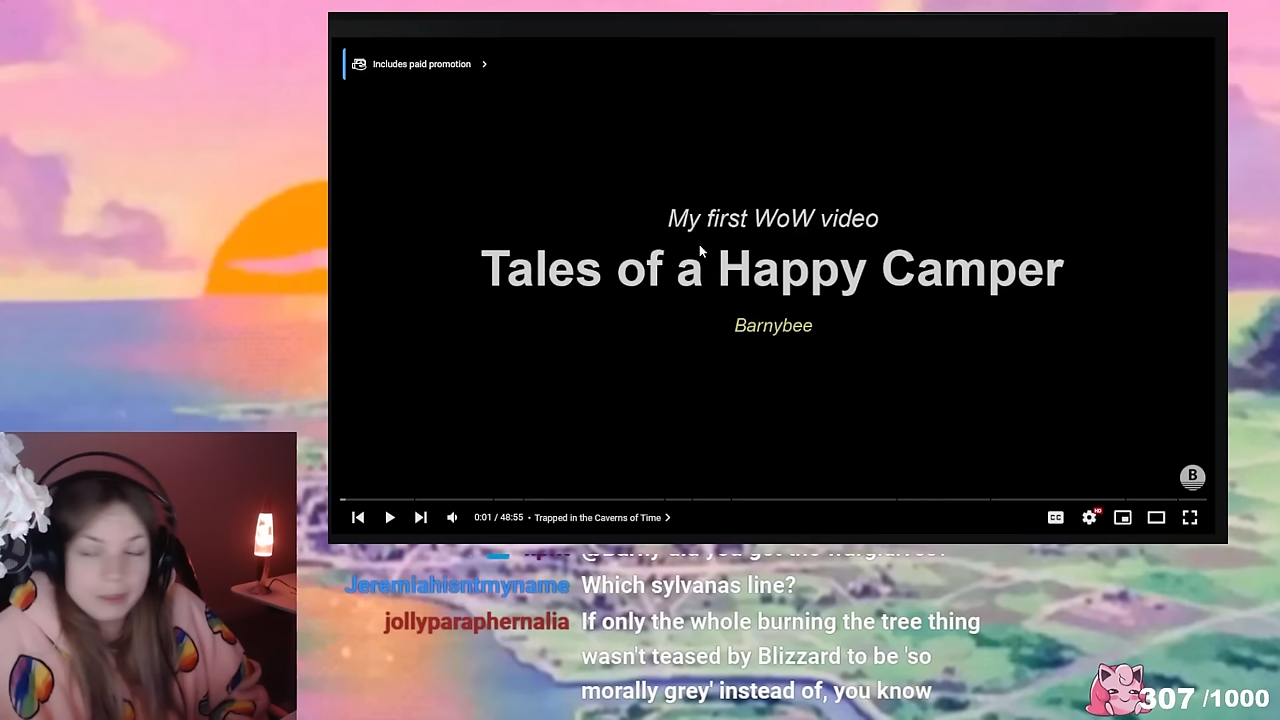 Includes paid promotion
My first WoW video
Tales of a Happy Camper
Barnybee
B
0:01 / 48:55 • Trapped in the Caverns of Time
CC
HD
Jeremiahisntmyname Which sylvanas line?
jollyparaphernalia If only the whole burning the tree thing
wasn't teased by Blizzard to be 'so
morally grey' instead of, you know
307 /1000